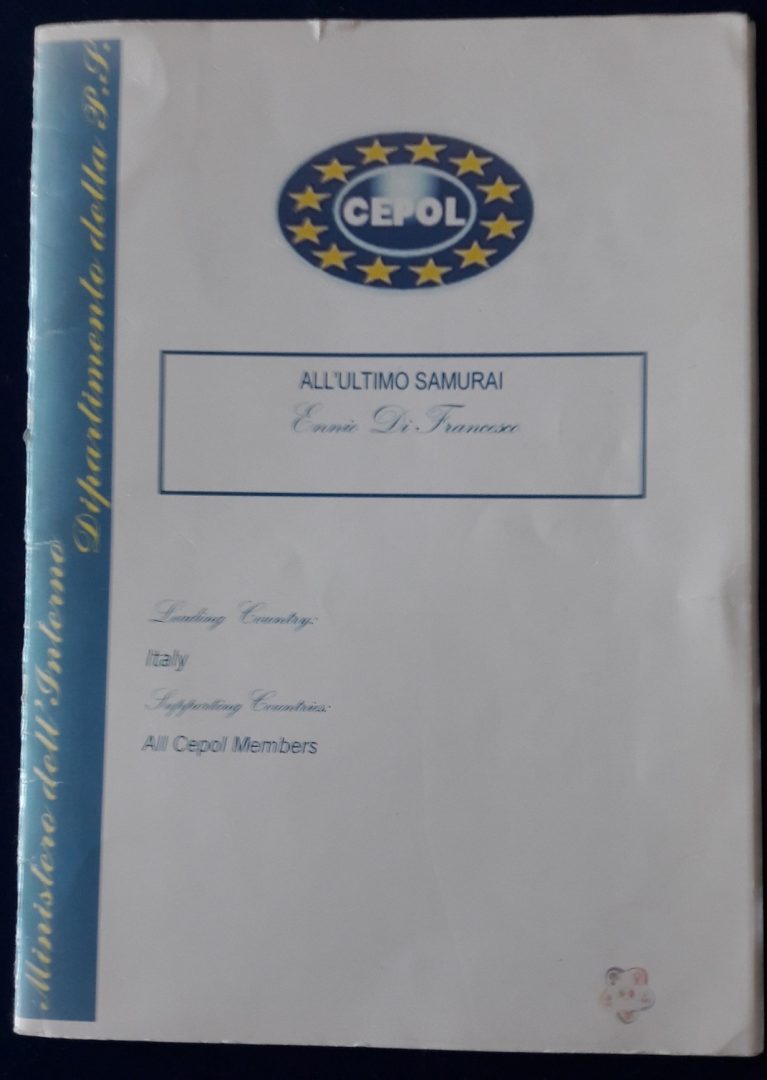 Ministero dell'Interno
Dipartimento della P.S.
CEPOL
ALL'ULTIMO SAMURAI
Ennio Di Francesco
Leading Country:
Italy
Supporting Countries:
All Cepol Members